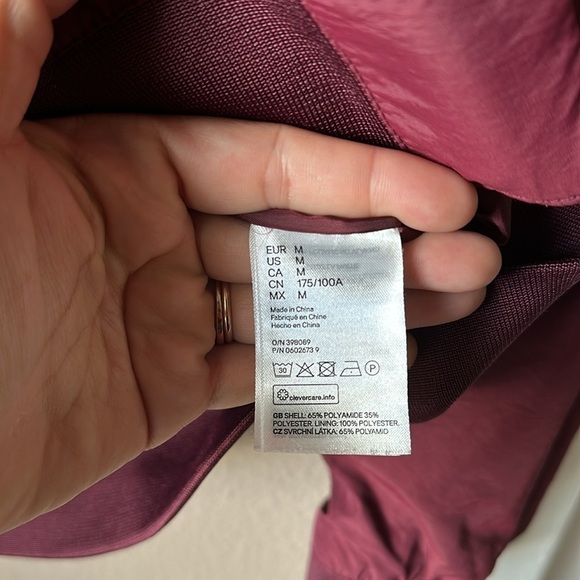 EUR M
US M
CA M
CN 175/100A
MX M
Made in China
Fabriqué en Chine
Hecho en China
O/N 398089
P/N 0602673 9
30 P
clevercare.info
GB SHELL: 65% POLYAMIDE 35%
POLYESTER. LINING: 100% POLYESTER.
CZ SVRCHNÍ LÁTKA: 65% POLYAMID